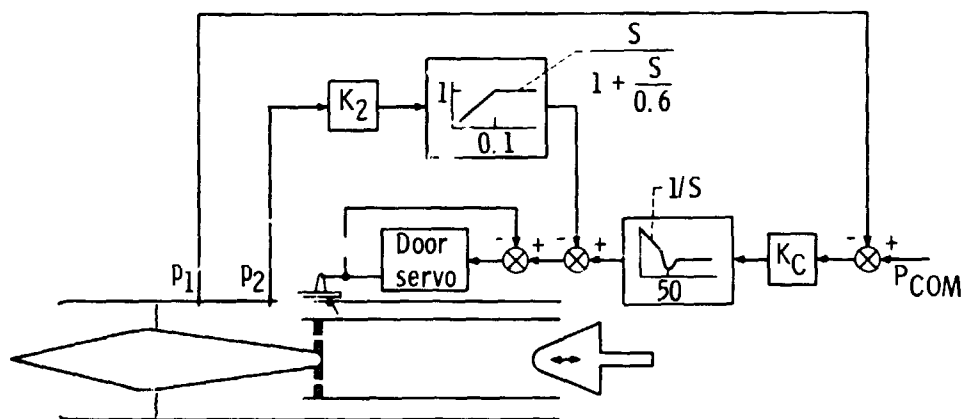 S
1 + S
0.6
1
0.1
K2
1/S
50
Door
servo
KC
- +
- +
- +
P1
P2
PCOM